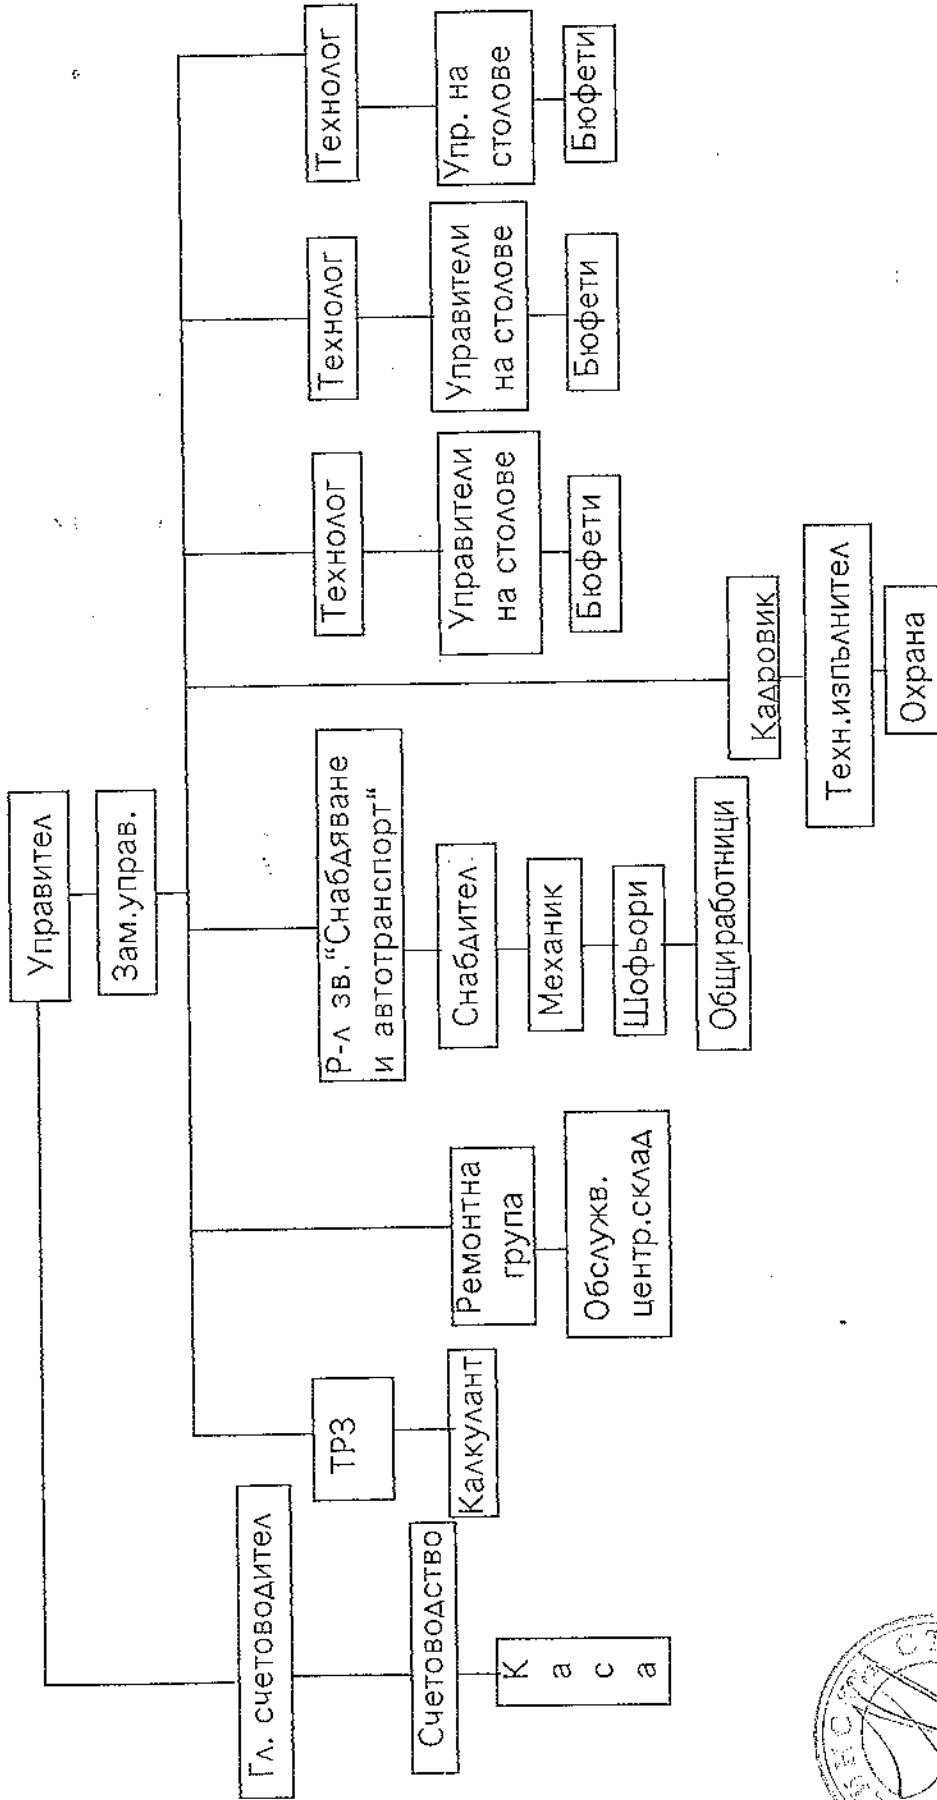 Управител
Зам.управ.
Гл. счетоводител
Счетоводство
К
а
с
а
ТРЗ
Калкулант
Ремонтна
група
Обслужв.
центр.склад
Р-л зв. "Снабдяване
и автотранспорт"
Снабдител
Механик
Шофьори
Общи работници
Кадровик
Техн.изпълнител
Охрана
Технолог
Управители
на столове
Бюфети
Технолог
Управители
на столове
Бюфети
Технолог
Упр. на
столове
Бюфети